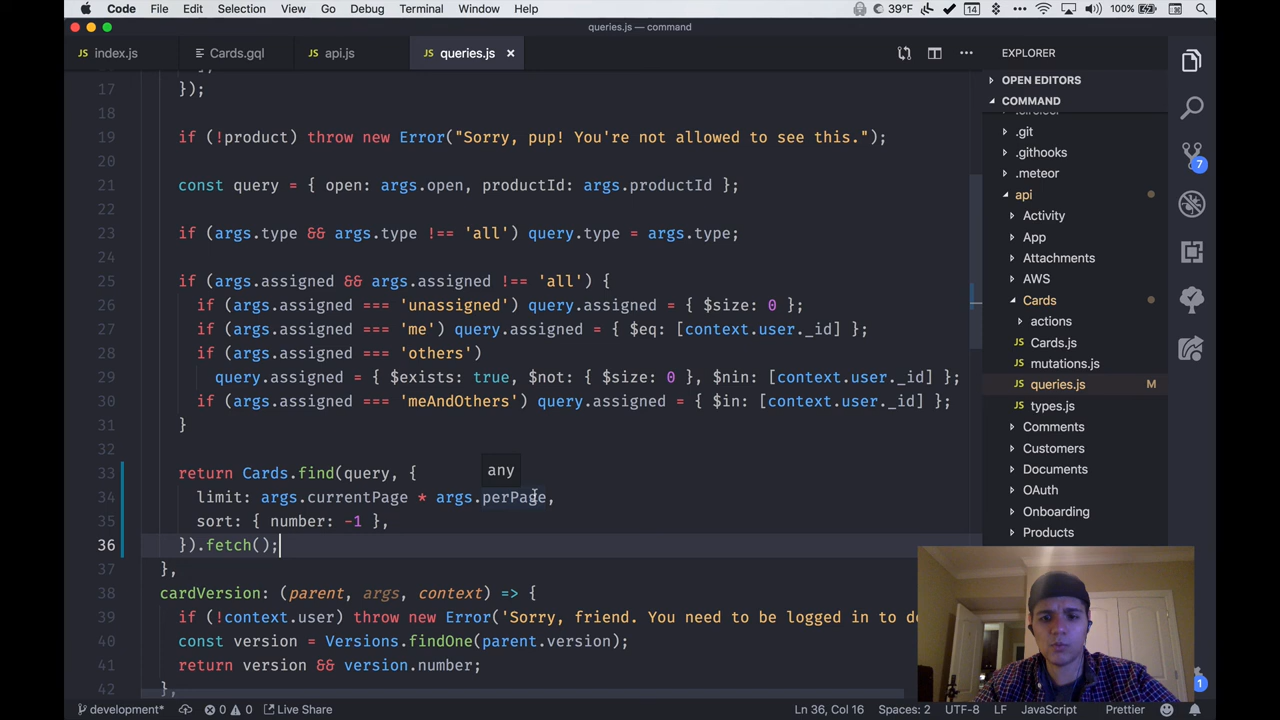 Code File Edit Selection View Go Debug Terminal Window Help 39°F 14 100%
queries.js — command
JS index.js Cards.gql JS api.js JS queries.js × EXPLORER
OPEN EDITORS
COMMAND
.git
.githooks
.meteor
api
Activity
App
Attachments
AWS
Cards
actions
JS Cards.js
JS mutations.js
JS queries.js M
JS types.js
Comments
Customers
Documents
OAuth
Onboarding
Products
7
1
17 });
18
19 if (!product) throw new Error("Sorry, pup! You're not allowed to see this.");
20
21 const query = { open: args.open, productId: args.productId };
22
23 if (args.type && args.type !== 'all') query.type = args.type;
24
25 if (args.assigned && args.assigned !== 'all') {
26 if (args.assigned === 'unassigned') query.assigned = { $size: 0 };
27 if (args.assigned === 'me') query.assigned = { $eq: [context.user._id] };
28 if (args.assigned === 'others')
29 query.assigned = { $exists: true, $not: { $size: 0 }, $nin: [context.user._id] };
30 if (args.assigned === 'meAndOthers') query.assigned = { $in: [context.user._id] };
31 }
32
any
33 return Cards.find(query, {
34 limit: args.currentPage * args.perPage,
35 sort: { number: -1 },
36 }).fetch();
37 },
38 cardVersion: (parent, args, context) => {
39 if (!context.user) throw new Error('Sorry, friend. You need to be logged in to do
40 const version = Versions.findOne(parent.version);
41 return version && version.number;
42 },
development* 0 0 Live Share Ln 36, Col 16 Spaces: 2 UTF-8 LF JavaScript Prettier